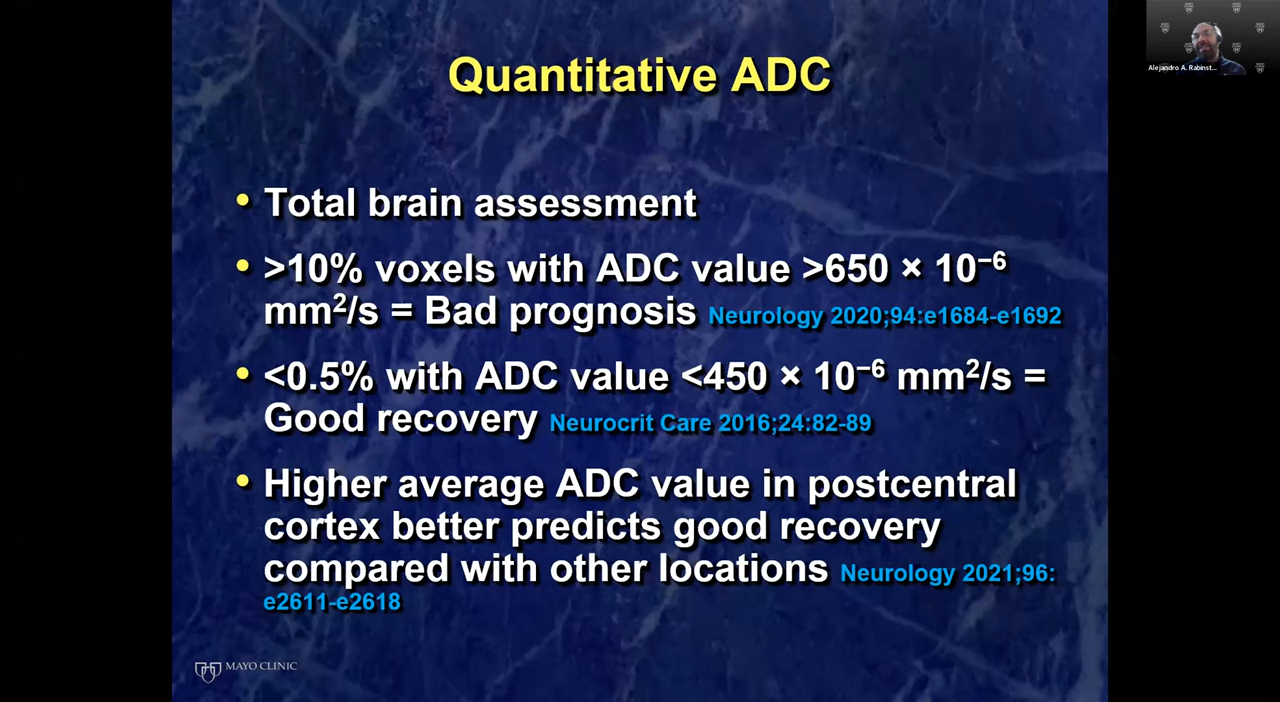 Quantitative ADC
Alejandro A. Rabinst...
• Total brain assessment
• >10% voxels with ADC value >650 × 10⁻⁶
mm²/s = Bad prognosis Neurology 2020;94:e1684-e1692
• <0.5% with ADC value <450 × 10⁻⁶ mm²/s =
Good recovery Neurocrit Care 2016;24:82-89
• Higher average ADC value in postcentral
cortex better predicts good recovery
compared with other locations Neurology 2021;96:
e2611-e2618
MAYO CLINIC